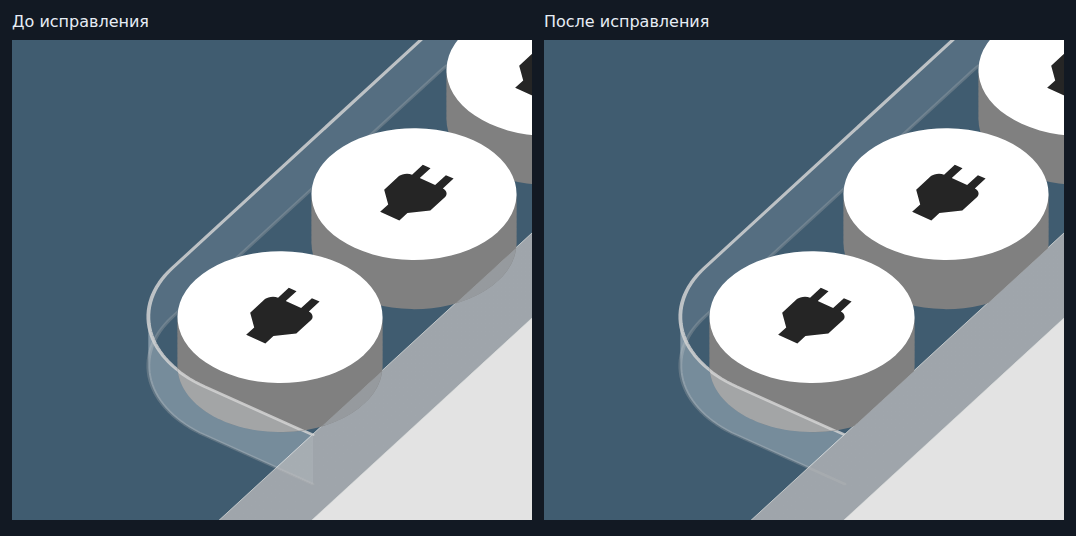 До исправления
После исправления